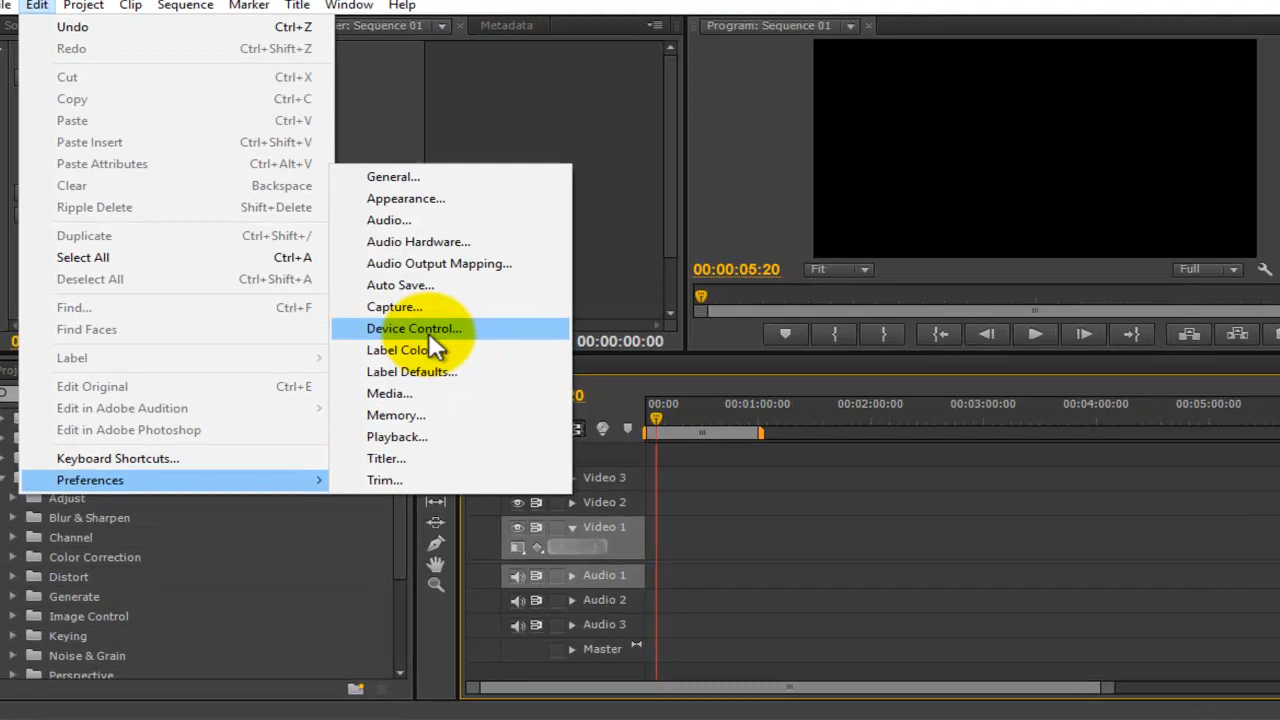 Edit Project Clip Sequence Marker Title Window Help
Undo Ctrl+Z
Redo Ctrl+Shift+Z
Cut Ctrl+X
Copy Ctrl+C
Paste Ctrl+V
Paste Insert Ctrl+Shift+V
Paste Attributes Ctrl+Alt+V
Clear Backspace
Ripple Delete Shift+Delete
Duplicate Ctrl+Shift+/
Select All Ctrl+A
Deselect All Ctrl+Shift+A
Find... Ctrl+F
Find Faces
Label
Edit Original Ctrl+E
Edit in Adobe Audition
Edit in Adobe Photoshop
Keyboard Shortcuts...
Preferences
General...
Appearance...
Audio...
Audio Hardware...
Audio Output Mapping...
Auto Save...
Capture...
Device Control...
Label Colo
Label Defaults...
Media...
Memory...
Playback...
Titler...
Trim...
Sequence 01
Metadata
00:00:00:00
Program: Sequence 01
00:00:05:20 Fit Full
00:00 00:01:00:00 00:02:00:00 00:03:00:00 00:04:00:00 00:05:00:00
Video 3
Video 2
Video 1
Audio 1
Audio 2
Audio 3
Master
Adjust
Blur & Sharpen
Channel
Color Correction
Distort
Generate
Image Control
Keying
Noise & Grain
Perspective